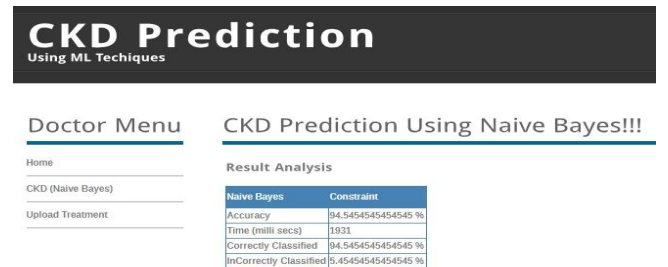 CKD Prediction
Using ML Techiques
Doctor Menu
Home
CKD (Naive Bayes)
Upload Treatment
CKD Prediction Using Naive Bayes!!!
Result Analysis
Naive Bayes Constraint
Accuracy 94.5454545454545 %
Time (milli secs) 1931
Correctly Classified 94.5454545454545 %
InCorrectly Classified 5.45454545454545 %